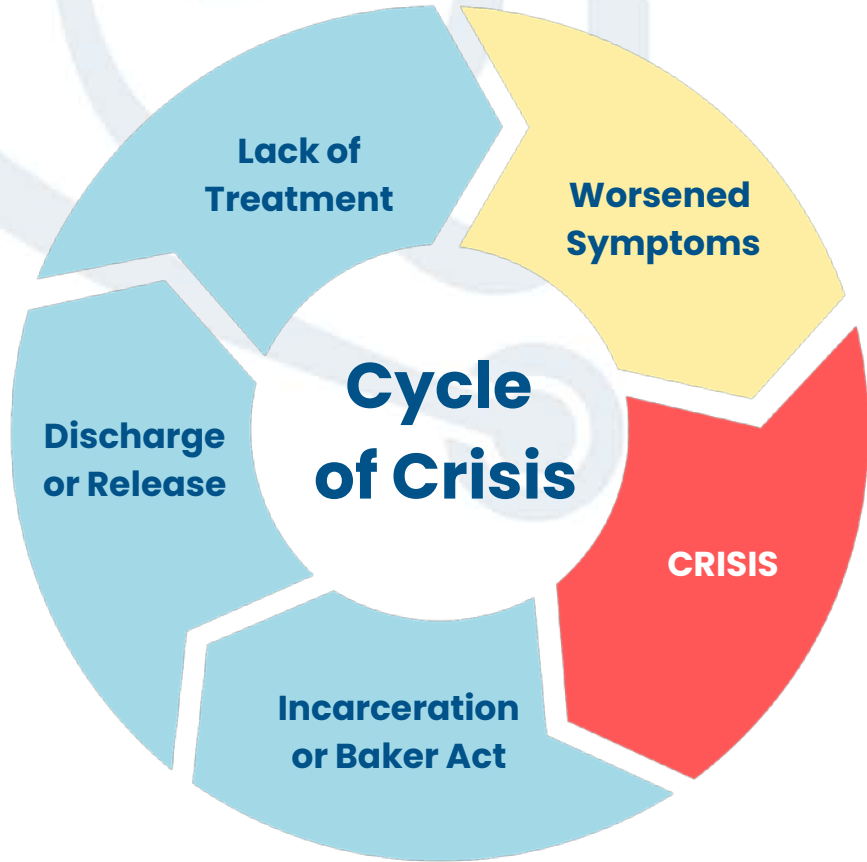 Lack of
Treatment
Worsened
Symptoms
Cycle
of Crisis
Discharge
or Release
CRISIS
Incarceration
or Baker Act